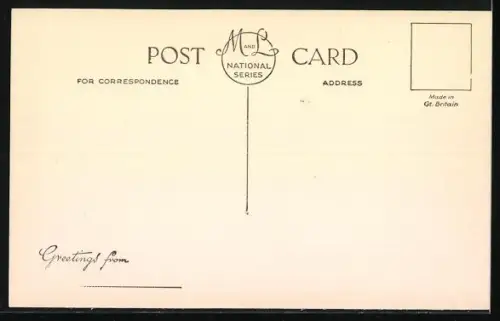 POST M AND L CARD
NATIONAL
SERIES
FOR CORRESPONDENCE ADDRESS
Made in
Gt. Britain
Greetings from